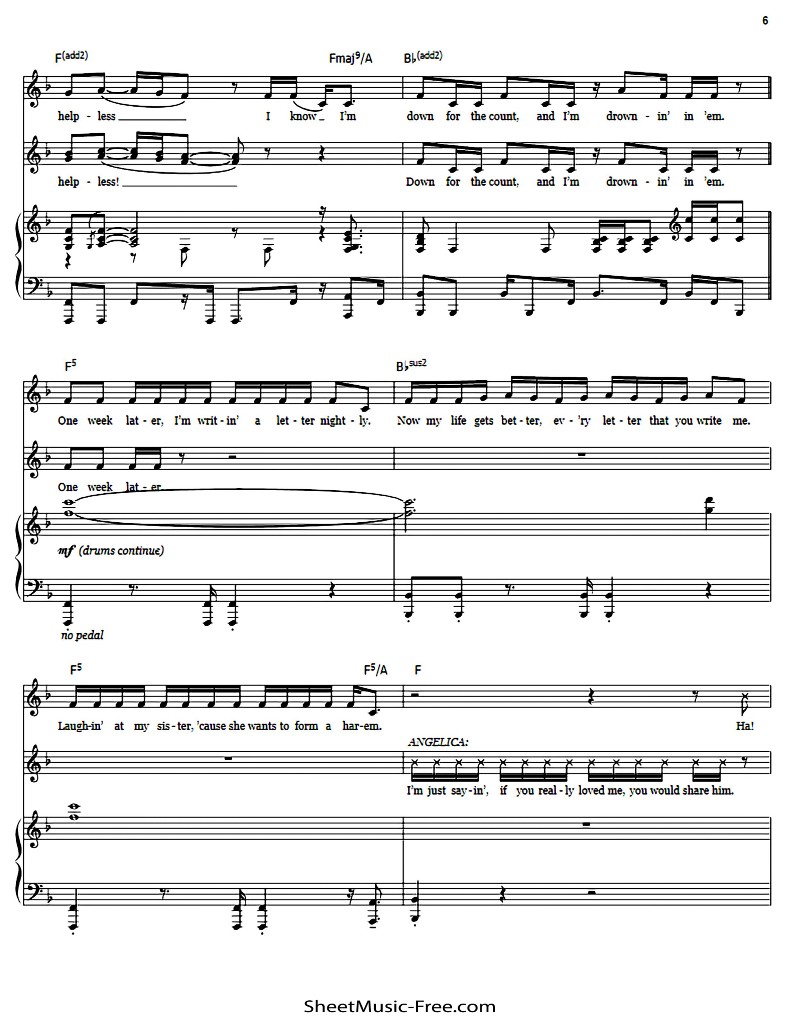 6
F(add2) Fmaj9/A B♭(add2)
help - less I know I'm down for the count, and I'm drown - in' in 'em.
help - less! Down for the count, and I'm drown - in' in 'em.
F5 B♭sus2
One week lat - er, I'm writ - in' a let - ter night - ly. Now my life gets bet - ter, ev - 'ry let - ter that you write me.
One week lat - er
mf (drums continue)
no pedal
F5 F5/A F
Laugh - in' at my sis - ter, 'cause she wants to form a har - em. Ha!
ANGELICA:
I'm just say - in', if you real - ly loved me, you would share him.
SheetMusic-Free.com